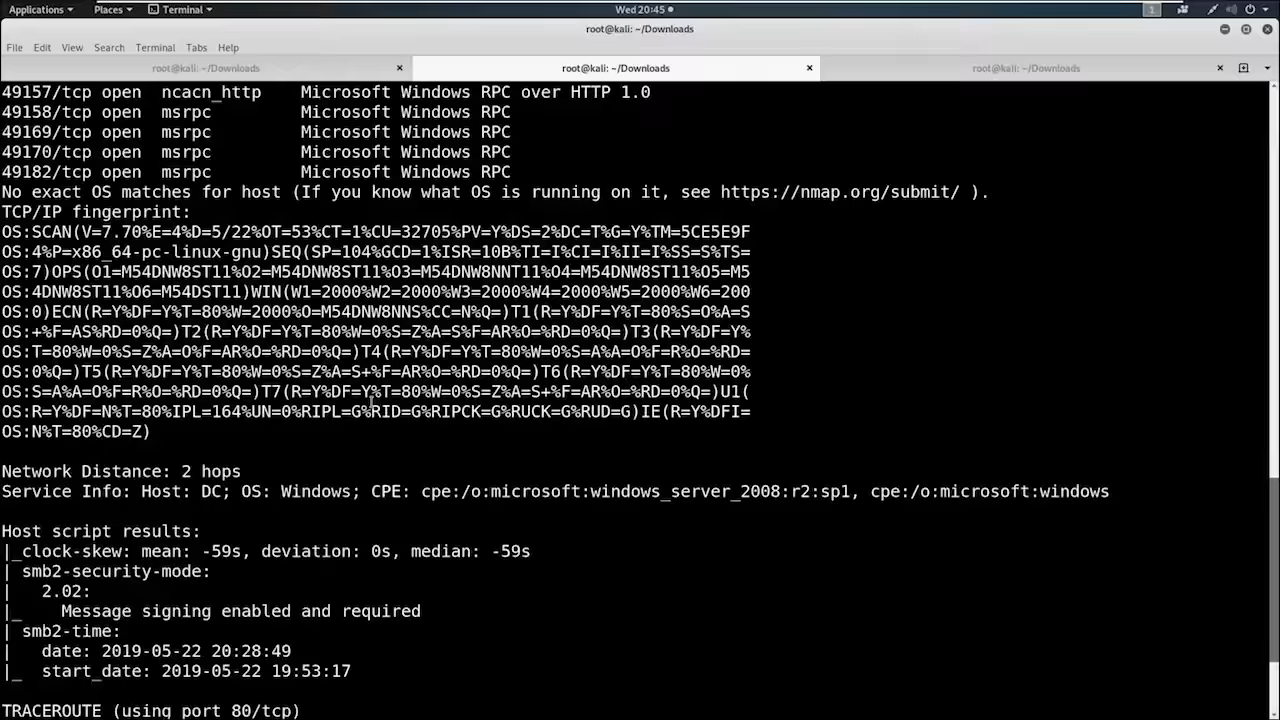 Applications Places Terminal Wed 20:45 1
root@kali: ~/Downloads
File Edit View Search Terminal Tabs Help
root@kali: ~/Downloads root@kali: ~/Downloads root@kali: ~/Downloads
49157/tcp open  ncacn_http    Microsoft Windows RPC over HTTP 1.0
49158/tcp open  msrpc         Microsoft Windows RPC
49169/tcp open  msrpc         Microsoft Windows RPC
49170/tcp open  msrpc         Microsoft Windows RPC
49182/tcp open  msrpc         Microsoft Windows RPC
No exact OS matches for host (If you know what OS is running on it, see https://nmap.org/submit/ ).
TCP/IP fingerprint:
OS:SCAN(V=7.70%E=4%D=5/22%OT=53%CT=1%CU=32705%PV=Y%DS=2%DC=T%G=Y%TM=5CE5E9F
OS:4%P=x86_64-pc-linux-gnu)SEQ(SP=104%GCD=1%ISR=10B%TI=I%CI=I%II=I%SS=S%TS=
OS:7)OPS(O1=M54DNW8ST11%O2=M54DNW8ST11%O3=M54DNW8NNT11%O4=M54DNW8ST11%O5=M5
OS:4DNW8ST11%O6=M54DST11)WIN(W1=2000%W2=2000%W3=2000%W4=2000%W5=2000%W6=200
OS:0)ECN(R=Y%DF=Y%T=80%W=2000%O=M54DNW8NNS%CC=N%Q=)T1(R=Y%DF=Y%T=80%S=O%A=S
OS:+%F=AS%RD=0%Q=)T2(R=Y%DF=Y%T=80%W=0%S=Z%A=S%F=AR%O=%RD=0%Q=)T3(R=Y%DF=Y%
OS:T=80%W=0%S=Z%A=O%F=AR%O=%RD=0%Q=)T4(R=Y%DF=Y%T=80%W=0%S=A%A=O%F=R%O=%RD=
OS:0%Q=)T5(R=Y%DF=Y%T=80%W=0%S=Z%A=S+%F=AR%O=%RD=0%Q=)T6(R=Y%DF=Y%T=80%W=0%
OS:S=A%A=O%F=R%O=%RD=0%Q=)T7(R=Y%DF=Y%T=80%W=0%S=Z%A=S+%F=AR%O=%RD=0%Q=)U1(
OS:R=Y%DF=N%T=80%IPL=164%UN=0%RIPL=G%RID=G%RIPCK=G%RUCK=G%RUD=G)IE(R=Y%DFI=
OS:N%T=80%CD=Z)
Network Distance: 2 hops
Service Info: Host: DC; OS: Windows; CPE: cpe:/o:microsoft:windows_server_2008:r2:sp1, cpe:/o:microsoft:windows
Host script results:
|_clock-skew: mean: -59s, deviation: 0s, median: -59s
| smb2-security-mode:
|   2.02:
|_    Message signing enabled and required
| smb2-time:
|   date: 2019-05-22 20:28:49
|_  start_date: 2019-05-22 19:53:17
TRACEROUTE (using port 80/tcp)